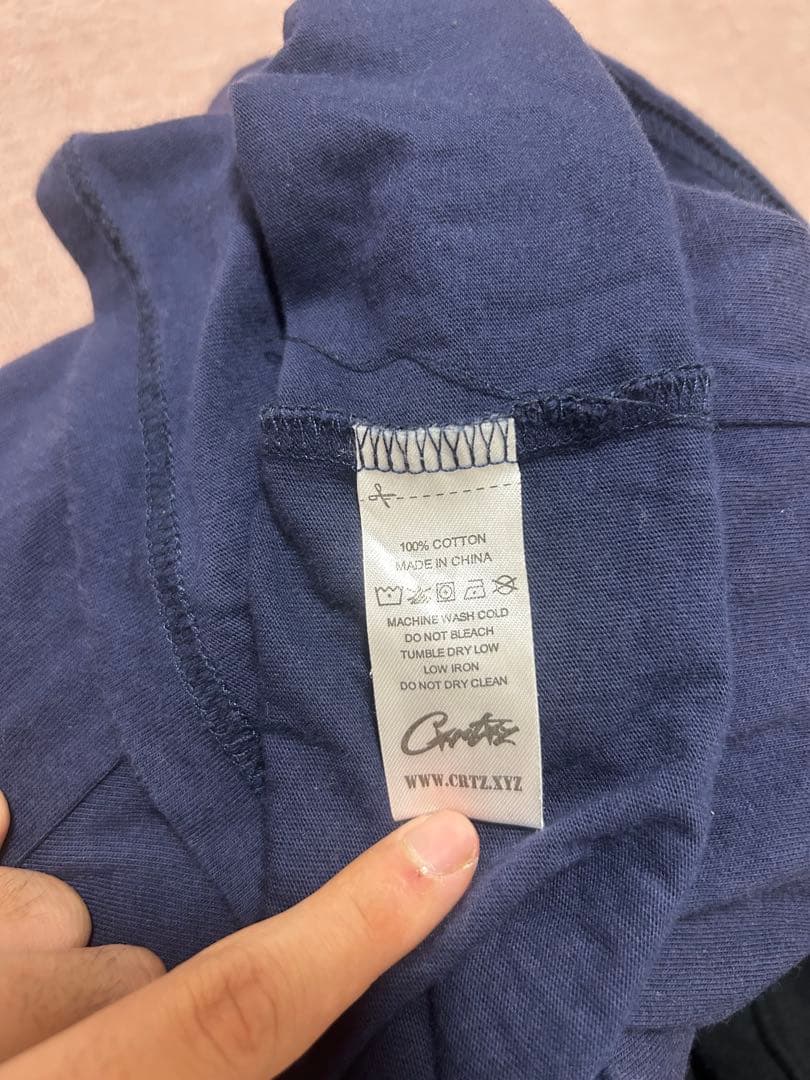 100% COTTON
MADE IN CHINA
MACHINE WASH COLD
DO NOT BLEACH
TUMBLE DRY LOW
LOW IRON
DO NOT DRY CLEAN
Crrtz
WWW.CRTZ.XYZ